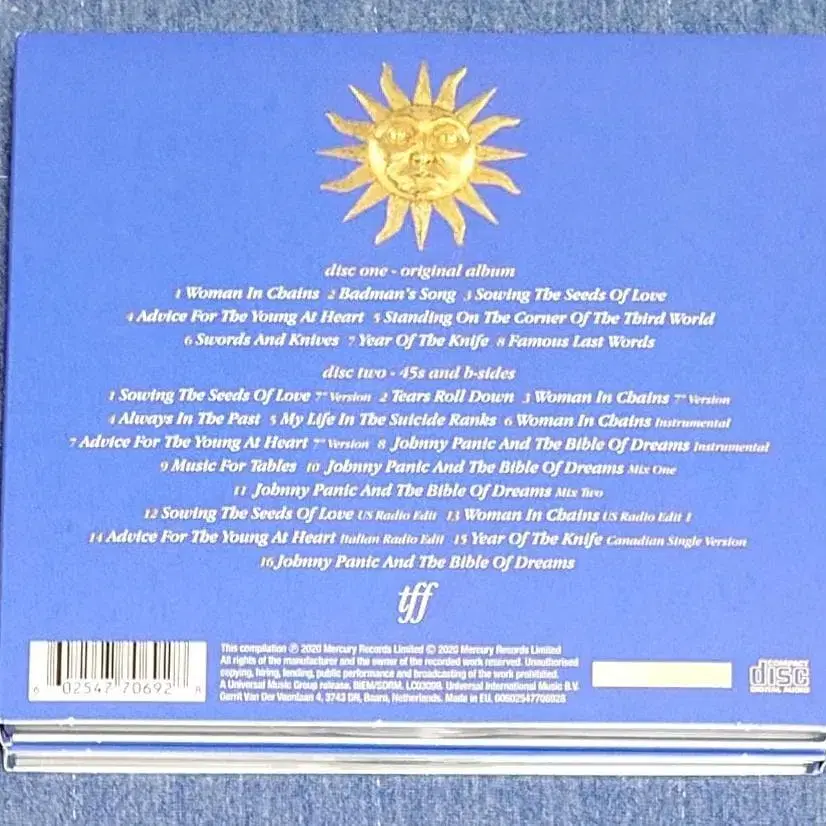 disc one - original album
1 Woman In Chains 2 Badman's Song 3 Sowing The Seeds Of Love
4 Advice For The Young At Heart 5 Standing On The Corner Of The Third World
6 Swords And Knives 7 Year Of The Knife 8 Famous Last Words
disc two - 45s and b-sides
1 Sowing The Seeds Of Love 7" Version 2 Tears Roll Down 3 Woman In Chains 7" Version
4 Always In The Past 5 My Life In The Suicide Ranks 6 Woman In Chains Instrumental
7 Advice For The Young At Heart 7" Version 8 Johnny Panic And The Bible Of Dreams Instrumental
9 Music For Tables 10 Johnny Panic And The Bible Of Dreams Mix One
11 Johnny Panic And The Bible Of Dreams Mix Two
12 Sowing The Seeds Of Love US Radio Edit 13 Woman In Chains US Radio Edit 1
14 Advice For The Young At Heart Italian Radio Edit 15 Year Of The Knife Canadian Single Version
16 Johnny Panic And The Bible Of Dreams
tff
6 02547 70692 8
This compilation ℗ 2020 Mercury Records Limited © 2020 Mercury Records Limited
All rights of the manufacturer and the owner of the recorded work reserved. Unauthorised
copying, hiring, lending, public performance and broadcasting of the work prohibited.
A Universal Music Group release. BIEM/SDRM. LC03098. Universal International Music B.V.
Gerrit Van Der Veenlaan 4, 3743 DN, Baarn, Netherlands. Made in EU.
COMPACT
disc
DIGITAL AUDIO